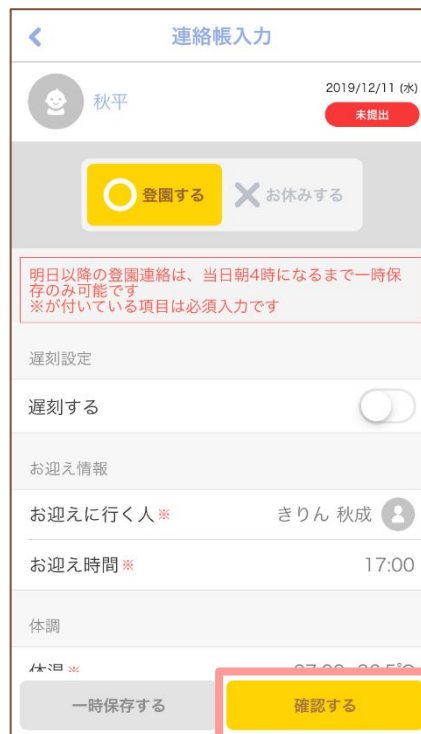 連絡帳入力
秋平
2019/12/11 (水)
未提出
登園する
お休みする
明日以降の登園連絡は、当日朝4時になるまで一時保
存のみ可能です
※が付いている項目は必須入力です
遅刻設定
遅刻する
お迎え情報
お迎えに行く人※ きりん 秋成
お迎え時間※ 17:00
体調
体温※
一時保存する
確認する